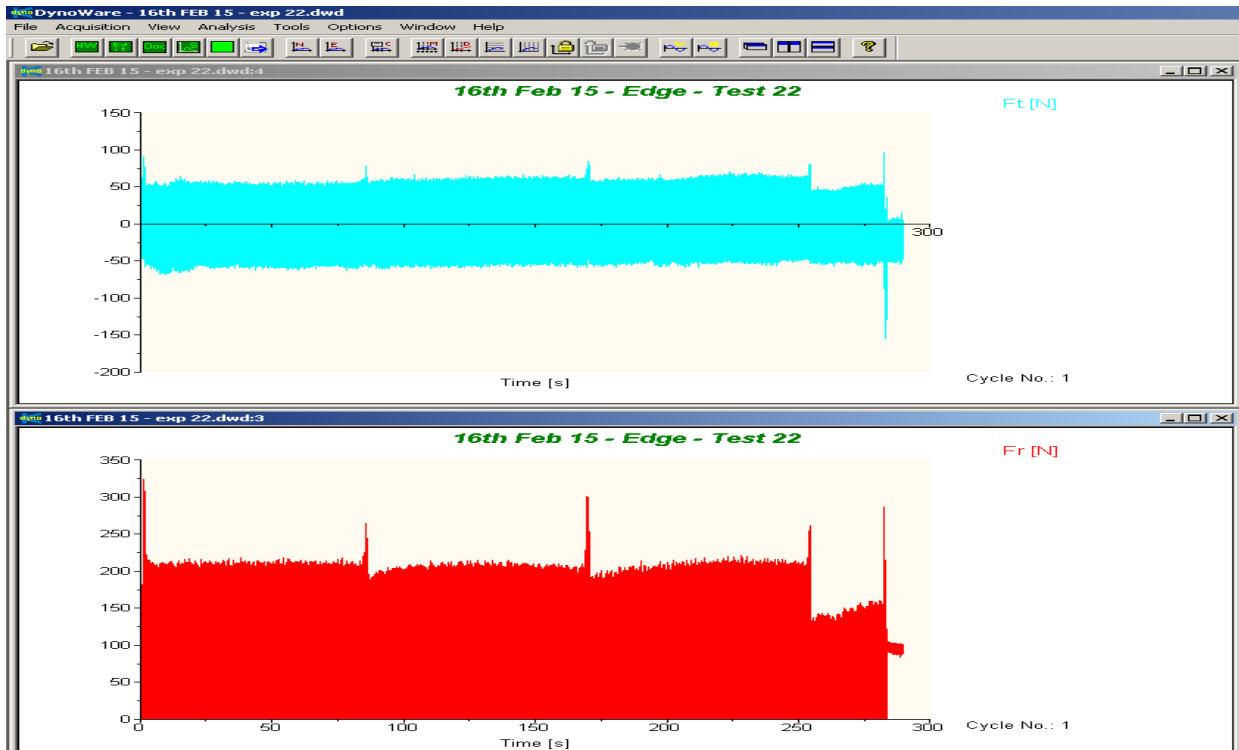 DynoWare - 16th FEB 15 - exp 22.dwd
File Acquisition View Analysis Tools Options Window Help
HW Doc
16th FEB 15 - exp 22.dwd:4
16th Feb 15 - Edge - Test 22
Ft [N]
150
100
50
0
300
-50
-100
-150
-200
Time [s]
Cycle No.: 1
16th FEB 15 - exp 22.dwd:3
16th Feb 15 - Edge - Test 22
Fr [N]
350
300
250
200
150
100
50
0
0 50 100 150 200 250 300
Time [s]
Cycle No.: 1